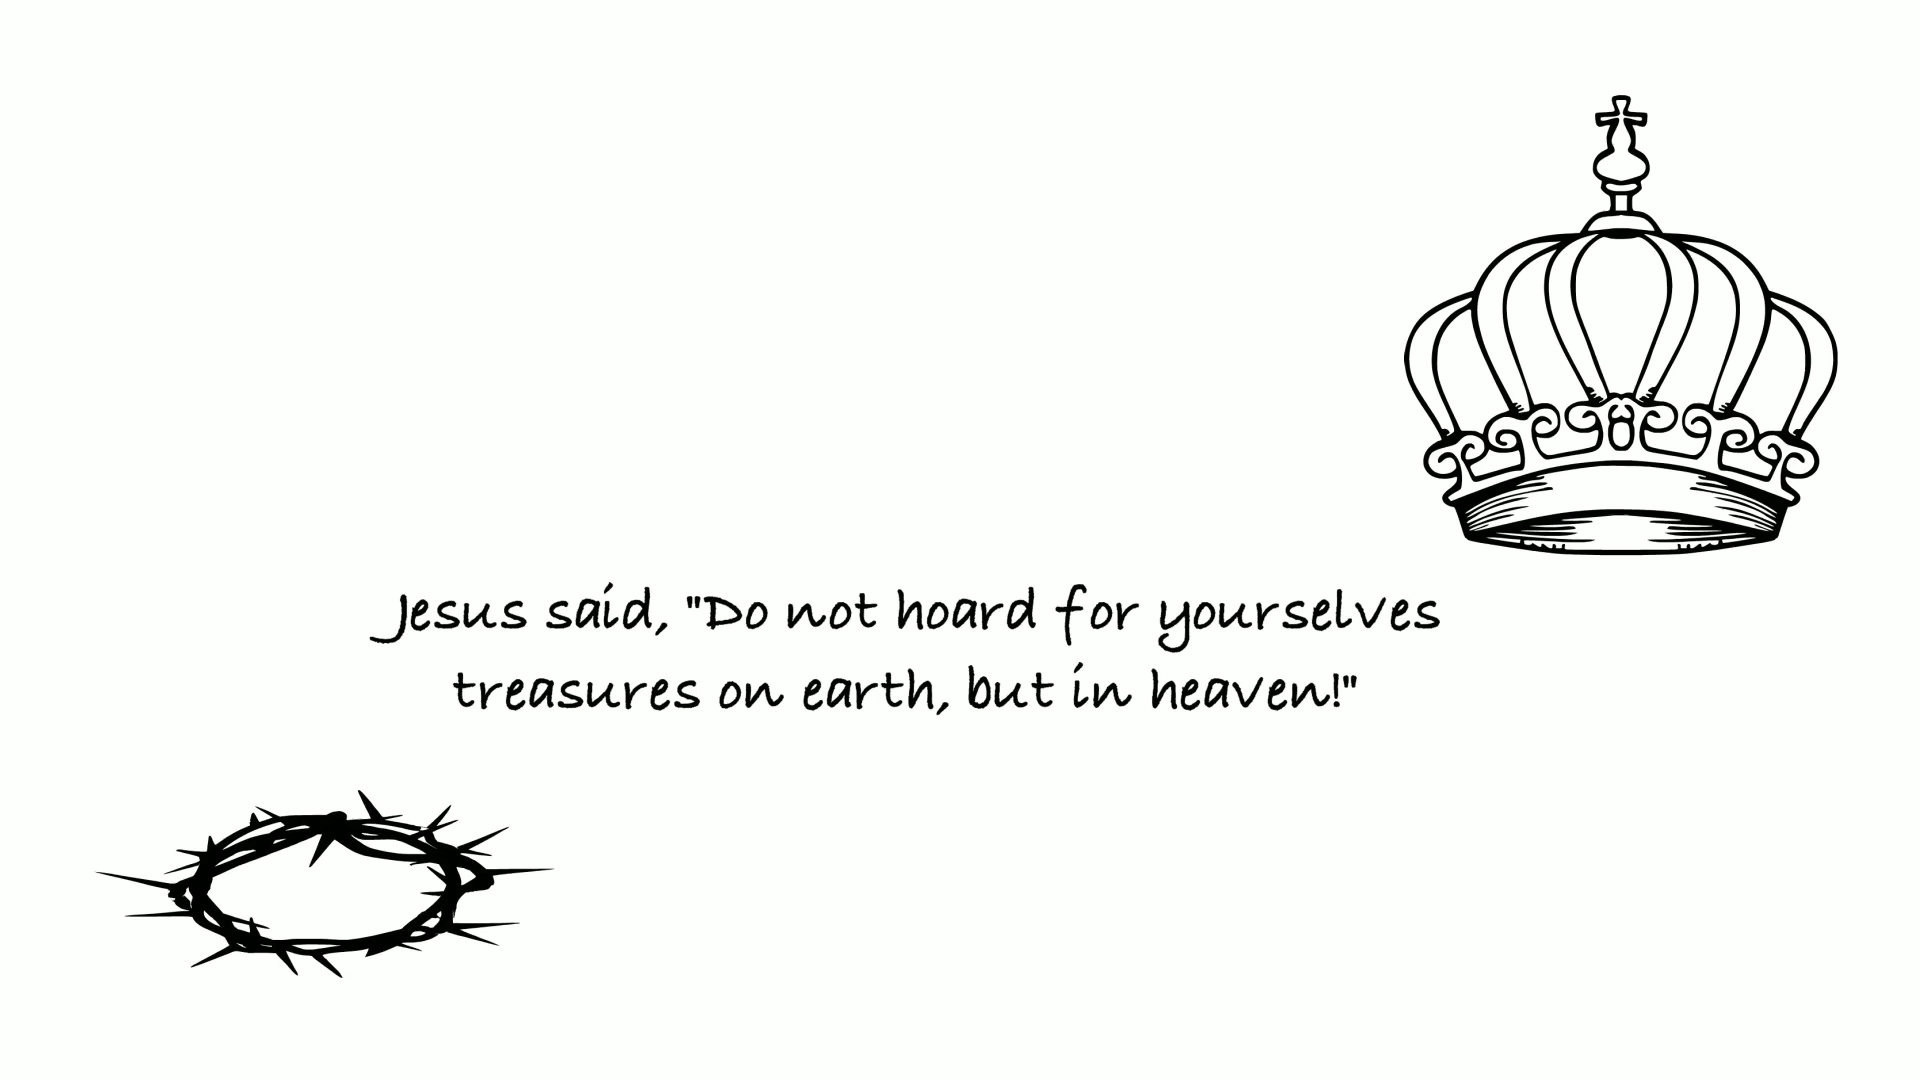 Jesus said, "Do not hoard for yourselves
treasures on earth, but in heaven!"